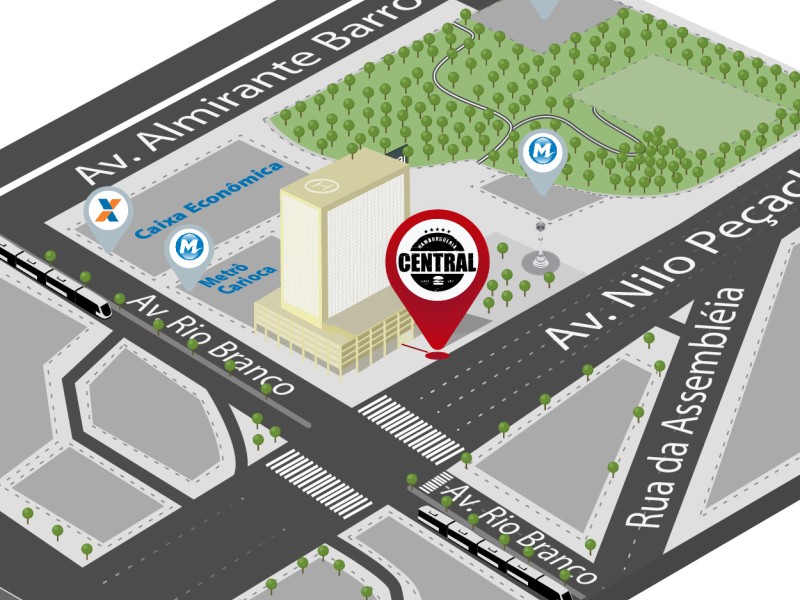 Av. Almirante Barro
Caixa Econômica
M
Metrô
Carioca
M
HAMBURGUERIA
CENTRAL
H
Av. Nilo Peçac
Av. Rio Branco
Rua da Assembléia
Av. Rio Branco